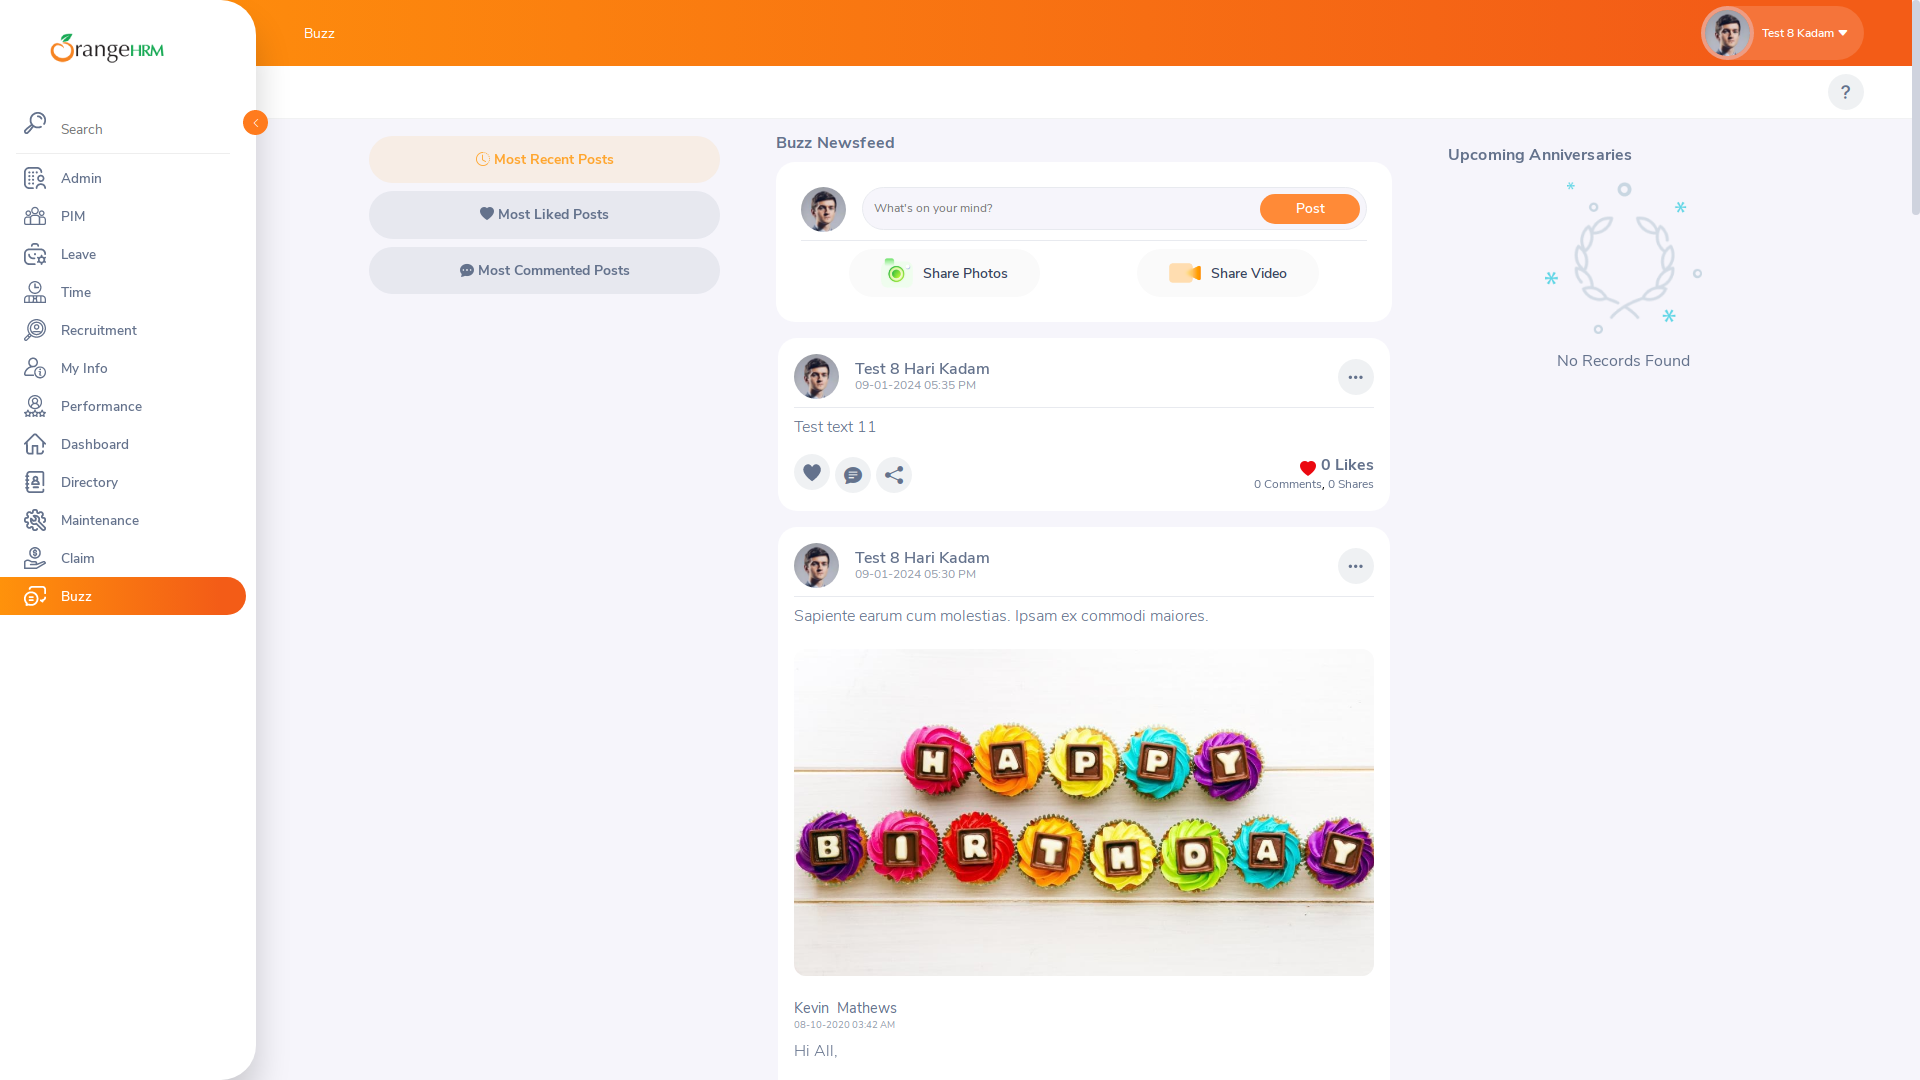 OrangeHRM
Search
Admin
PIM
Leave
Time
Recruitment
My Info
Performance
Dashboard
Directory
Maintenance
Claim
Buzz
Buzz
Test 8 Kadam
?
Most Recent Posts
Most Liked Posts
Most Commented Posts
Buzz Newsfeed
What's on your mind?
Post
Share Photos
Share Video
Test 8 Hari Kadam
09-01-2024 05:35 PM
Test text 11
0 Likes
0 Comments, 0 Shares
Test 8 Hari Kadam
09-01-2024 05:30 PM
Sapiente earum cum molestias. Ipsam ex commodi maiores.
HAPPY
BIRTHDAY
Kevin Mathews
08-10-2020 03:42 AM
Hi All,
Upcoming Anniversaries
No Records Found